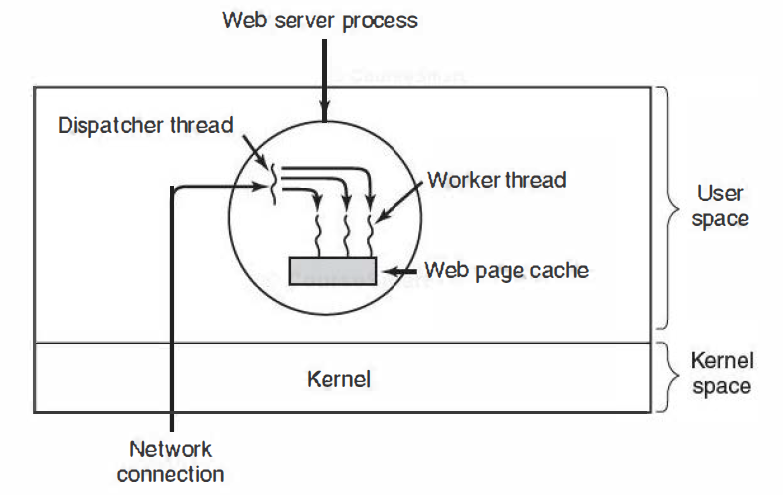 Web server process
Dispatcher thread
Worker thread
User
space
Web page cache
Kernel
Kernel
space
Network
connection